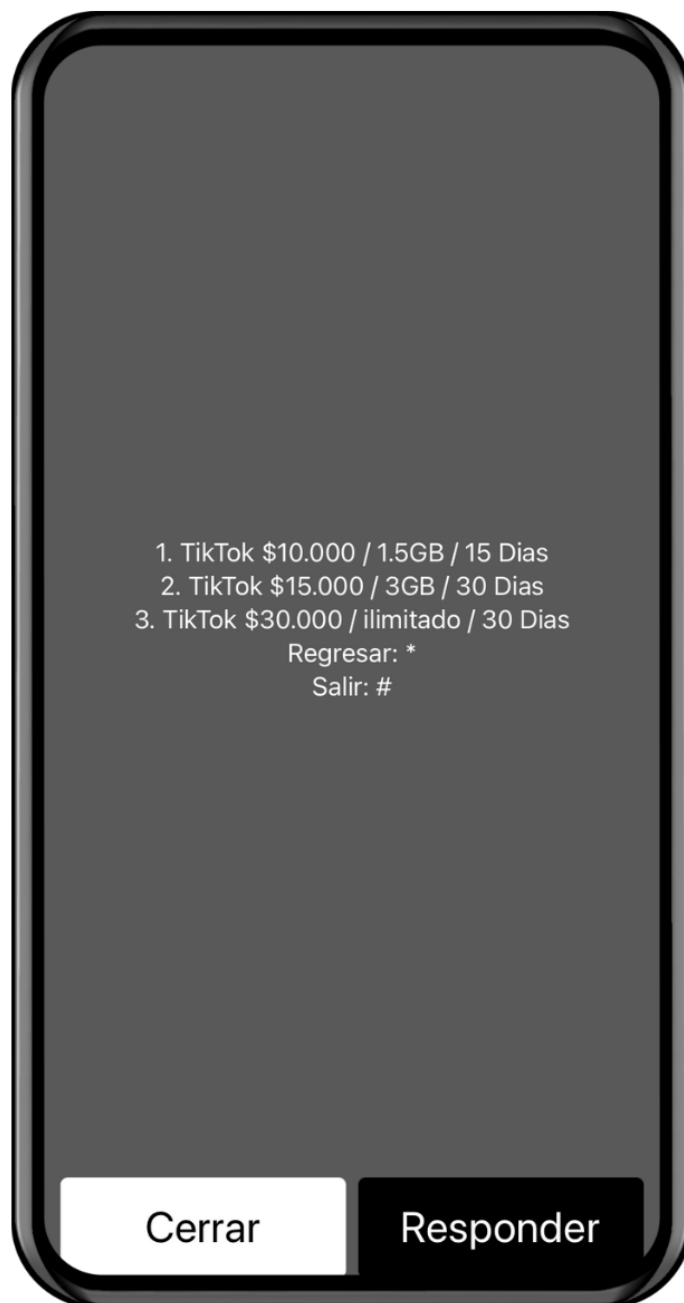 1. TikTok $10.000 / 1.5GB / 15 Dias
2. TikTok $15.000 / 3GB / 30 Dias
3. TikTok $30.000 / ilimitado / 30 Dias
Regresar: *
Salir: #
Cerrar
Responder